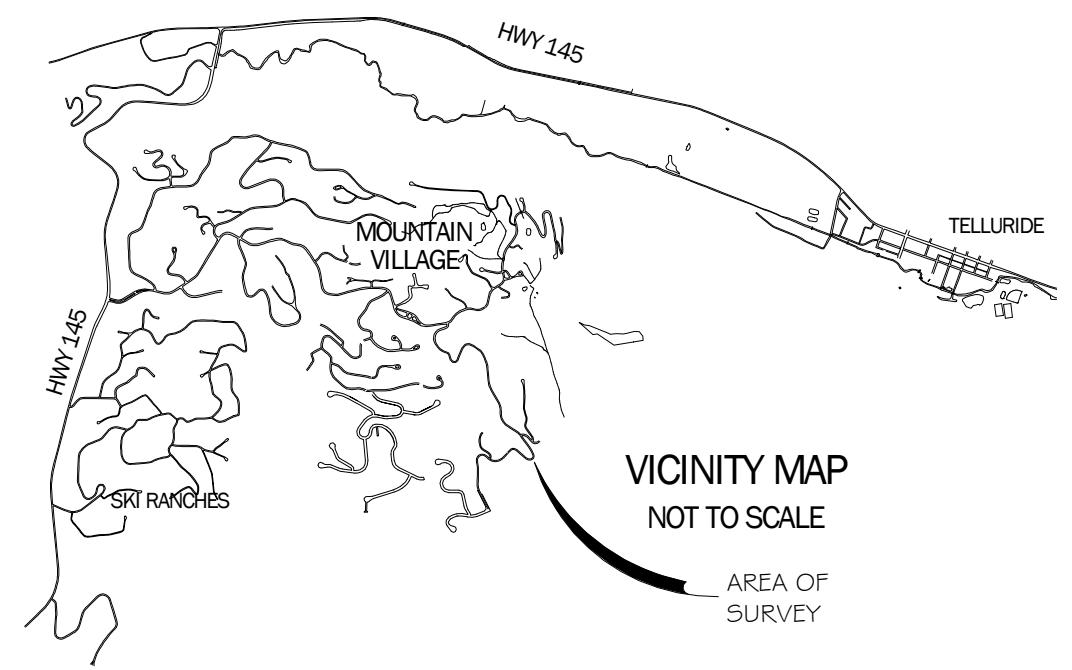 HWY 145
TELLURIDE
MOUNTAIN
VILLAGE
HWY 145
SKI RANCHES
VICINITY MAP
NOT TO SCALE
AREA OF
SURVEY